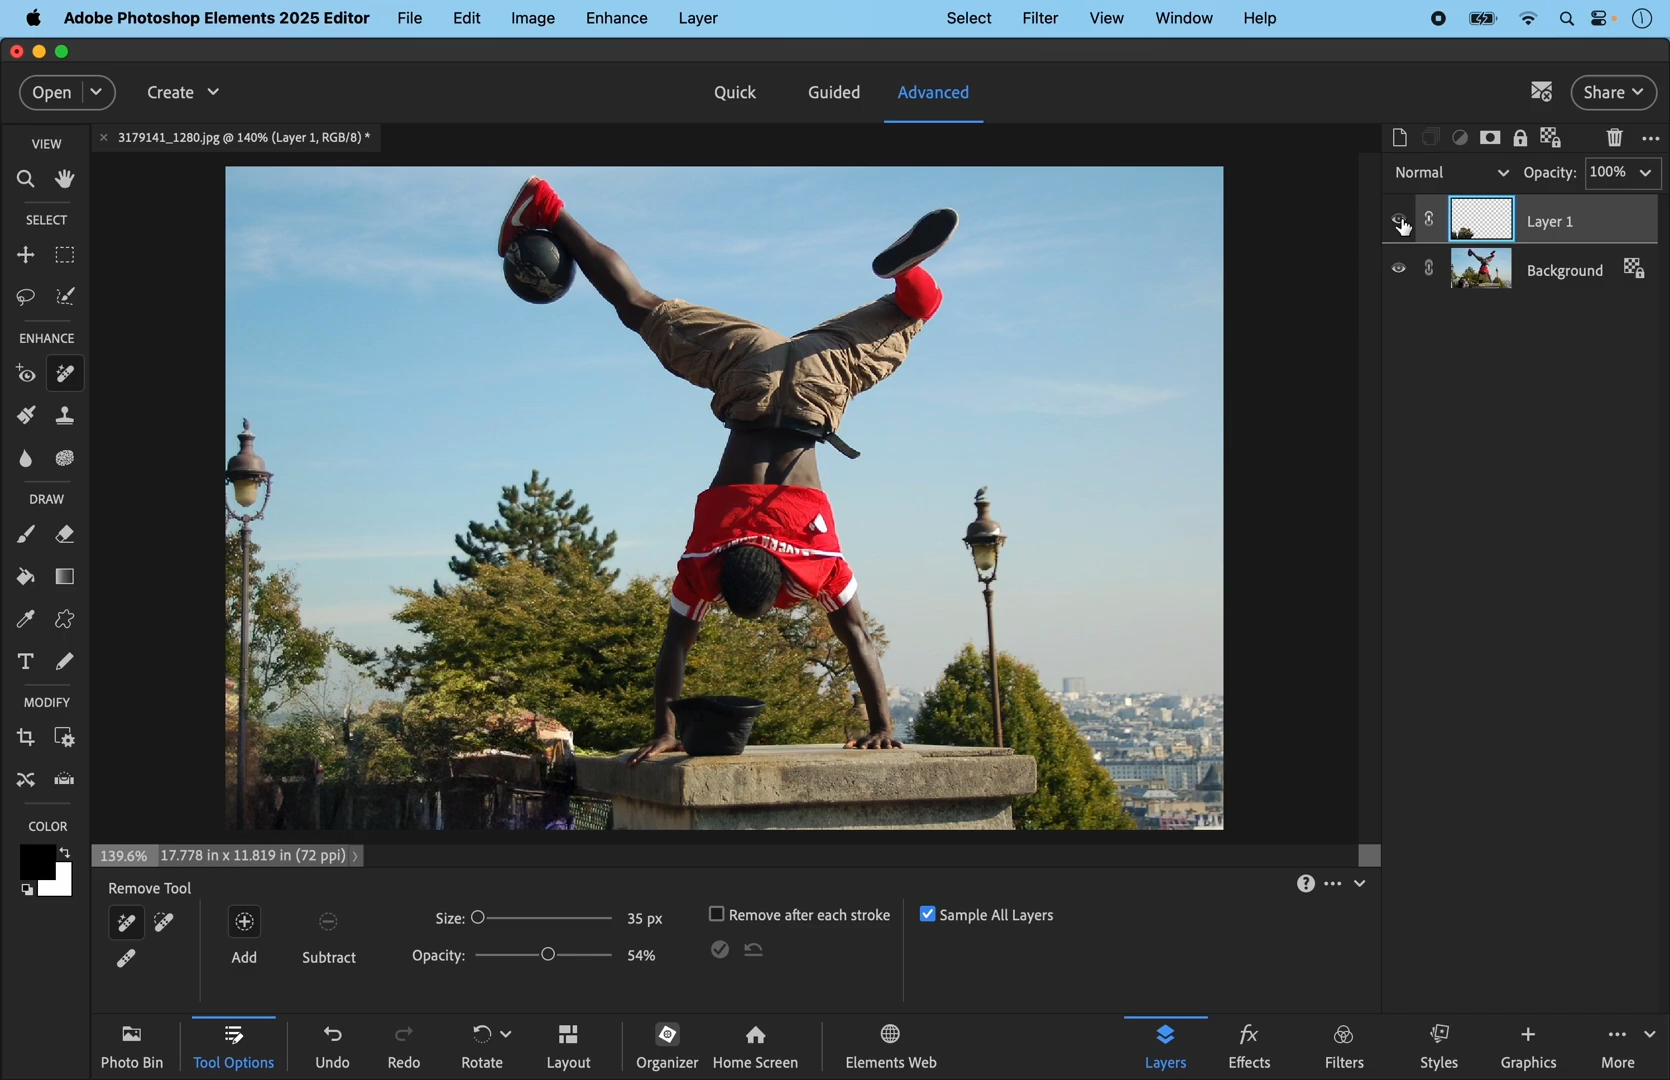 Adobe Photoshop Elements 2025 Editor File Edit Image Enhance Layer Select Filter View Window Help
Open Create Quick Guided Advanced Share
VIEW × 3179141_1280.jpg @ 140% (Layer 1, RGB/8) *
Normal Opacity: 100%
SELECT
Layer 1
Background
ENHANCE
DRAW
T
MODIFY
COLOR
139.6% 17.778 in x 11.819 in (72 ppi) >
Remove Tool
Size: 35 px Remove after each stroke Sample All Layers
Add Subtract Opacity: 54%
Photo Bin Tool Options Undo Redo Rotate Layout Organizer Home Screen Elements Web Layers Effects Filters Styles Graphics More